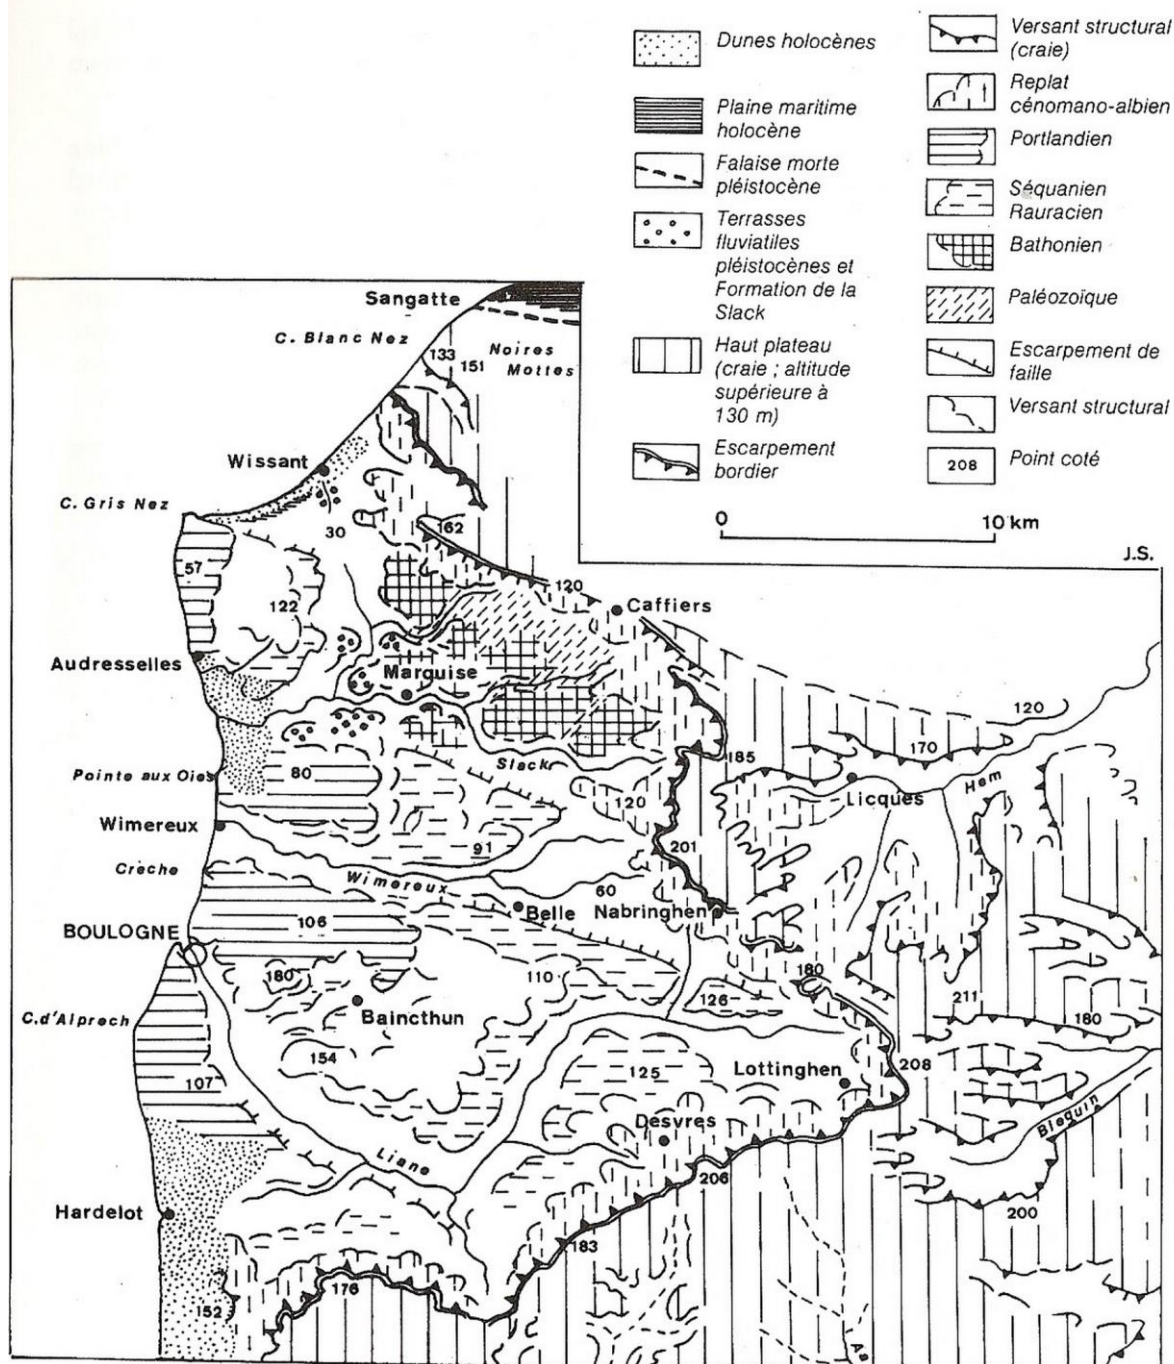 Dunes holocènes
Plaine maritime
holocène
Falaise morte
pléistocène
Terrasses
fluviatiles
pléistocènes et
Formation de la
Slack
Haut plateau
(craie ; altitude
supérieure à
130 m)
Escarpement
bordier
Versant structural
(craie)
Replat
cénomano-albien
Portlandien
Séquanien
Rauracien
Bathonien
Paléozoïque
Escarpement de
faille
Versant structural
208
Point coté
0
10 km
J.S.
Sangatte
C. Blanc Nez
133
151
Noires
Mottes
Wissant
C. Gris Nez
30
162
57
122
120
Caffiers
Audresselles
Marquise
120
185
170
Slack
Pointe aux Oies
80
Licques
Hem
120
Wimereux
91
201
Crèche
Wimereux
60
Belle
Nabringhen
BOULOGNE
106
180
110
180
126
211
180
Baincthun
C. d'Alprech
154
125
Lottinghen
208
107
Desvres
Bléquin
Liane
206
200
Hardelot
183
176
152
Aa